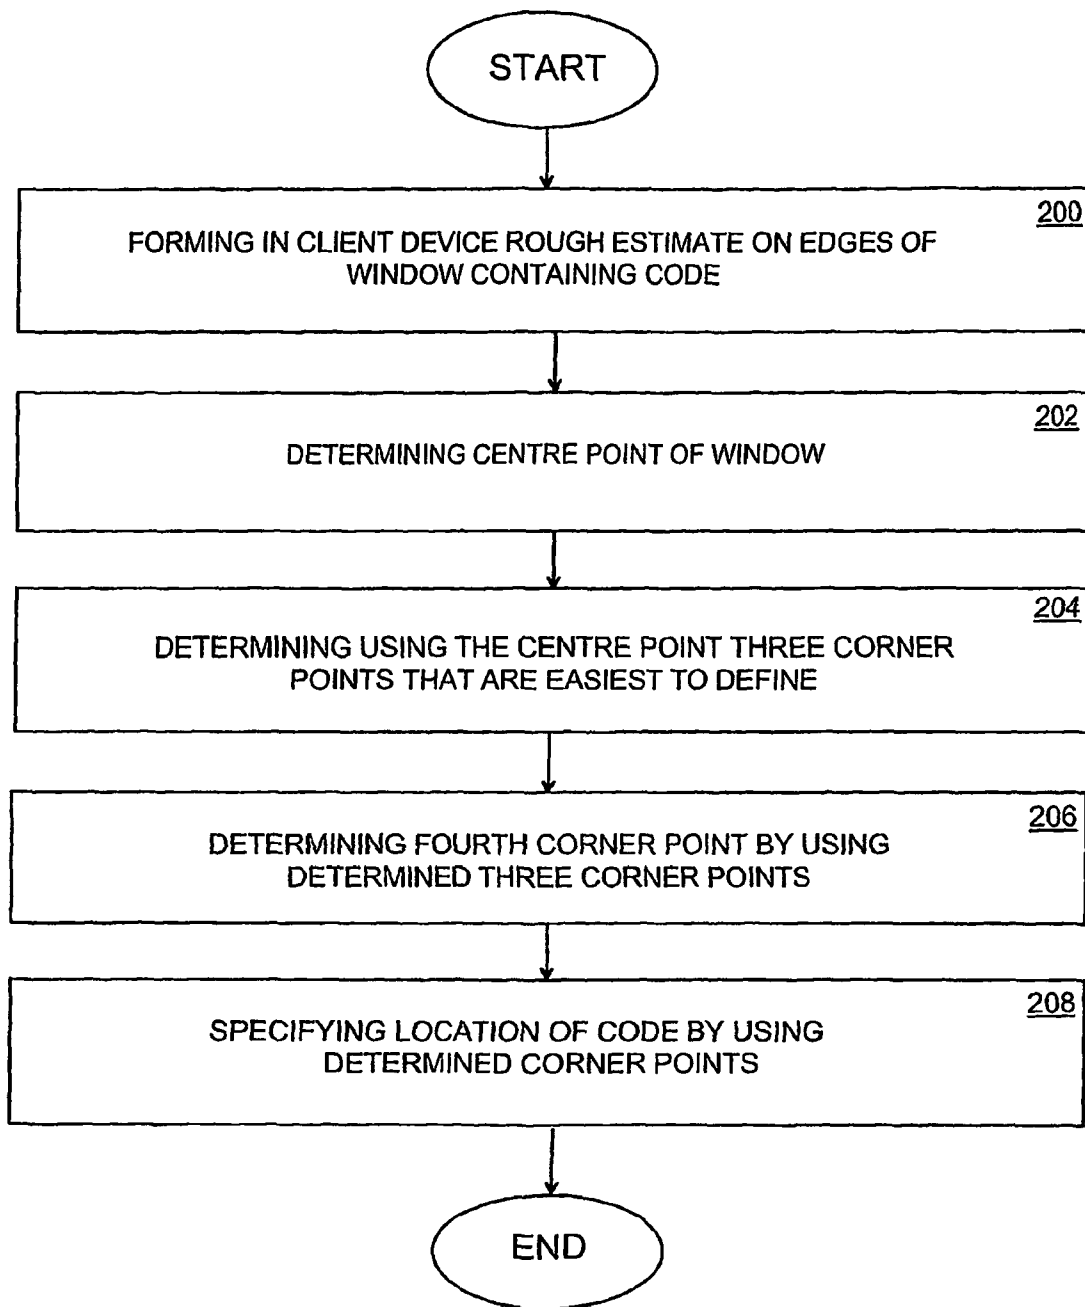 START
200
FORMING IN CLIENT DEVICE ROUGH ESTIMATE ON EDGES OF
WINDOW CONTAINING CODE
202
DETERMINING CENTRE POINT OF WINDOW
204
DETERMINING USING THE CENTRE POINT THREE CORNER
POINTS THAT ARE EASIEST TO DEFINE
206
DETERMINING FOURTH CORNER POINT BY USING
DETERMINED THREE CORNER POINTS
208
SPECIFYING LOCATION OF CODE BY USING
DETERMINED CORNER POINTS
END